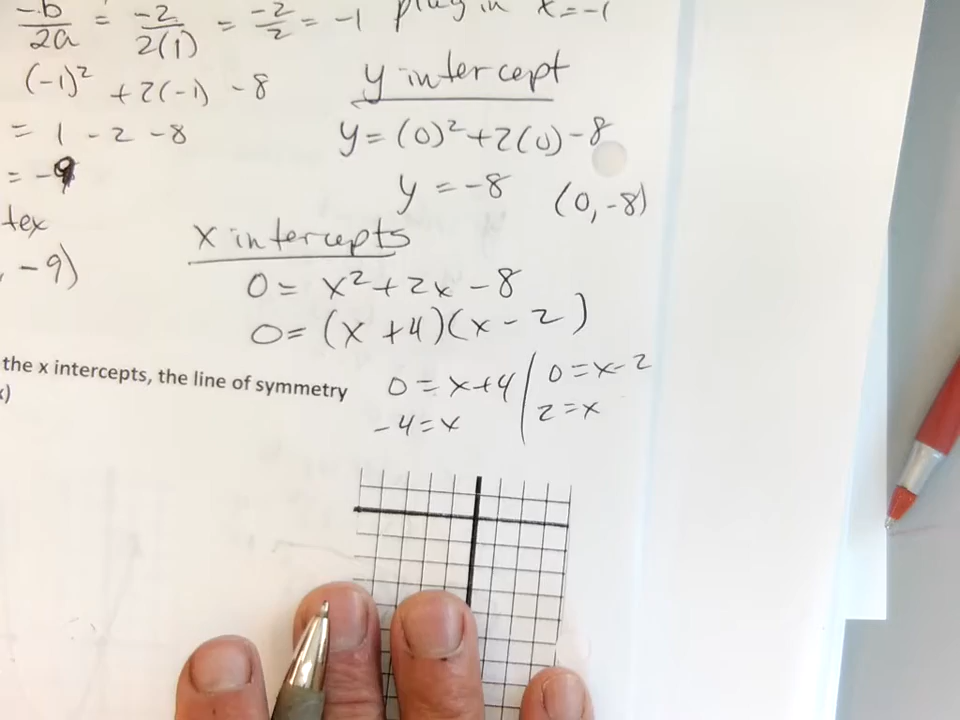 -b/2a = -2/2(1) = -2/2 = -1 plug in x=-1
(-1)² + 2(-1) - 8
= 1 - 2 - 8
= -9
tex
, -9)
y intercept
y = (0)² + 2(0) - 8
y = -8 (0, -8)
x intercepts
0 = x² + 2x - 8
0 = (x + 4)(x - 2)
0 = x+4 | 0 = x-2
-4 = x | 2 = x
the x intercepts, the line of symmetry